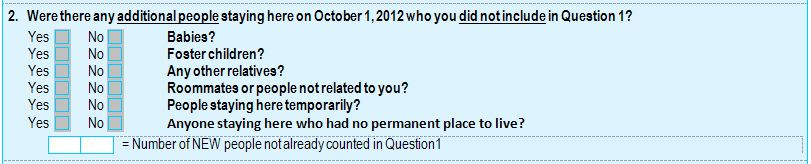 2. Were there any additional people staying here on October 1, 2012 who you did not include in Question 1?
Yes No Babies?
Yes No Foster children?
Yes No Any other relatives?
Yes No Roommates or people not related to you?
Yes No People staying here temporarily?
Yes No Anyone staying here who had no permanent place to live?
= Number of NEW people not already counted in Question1